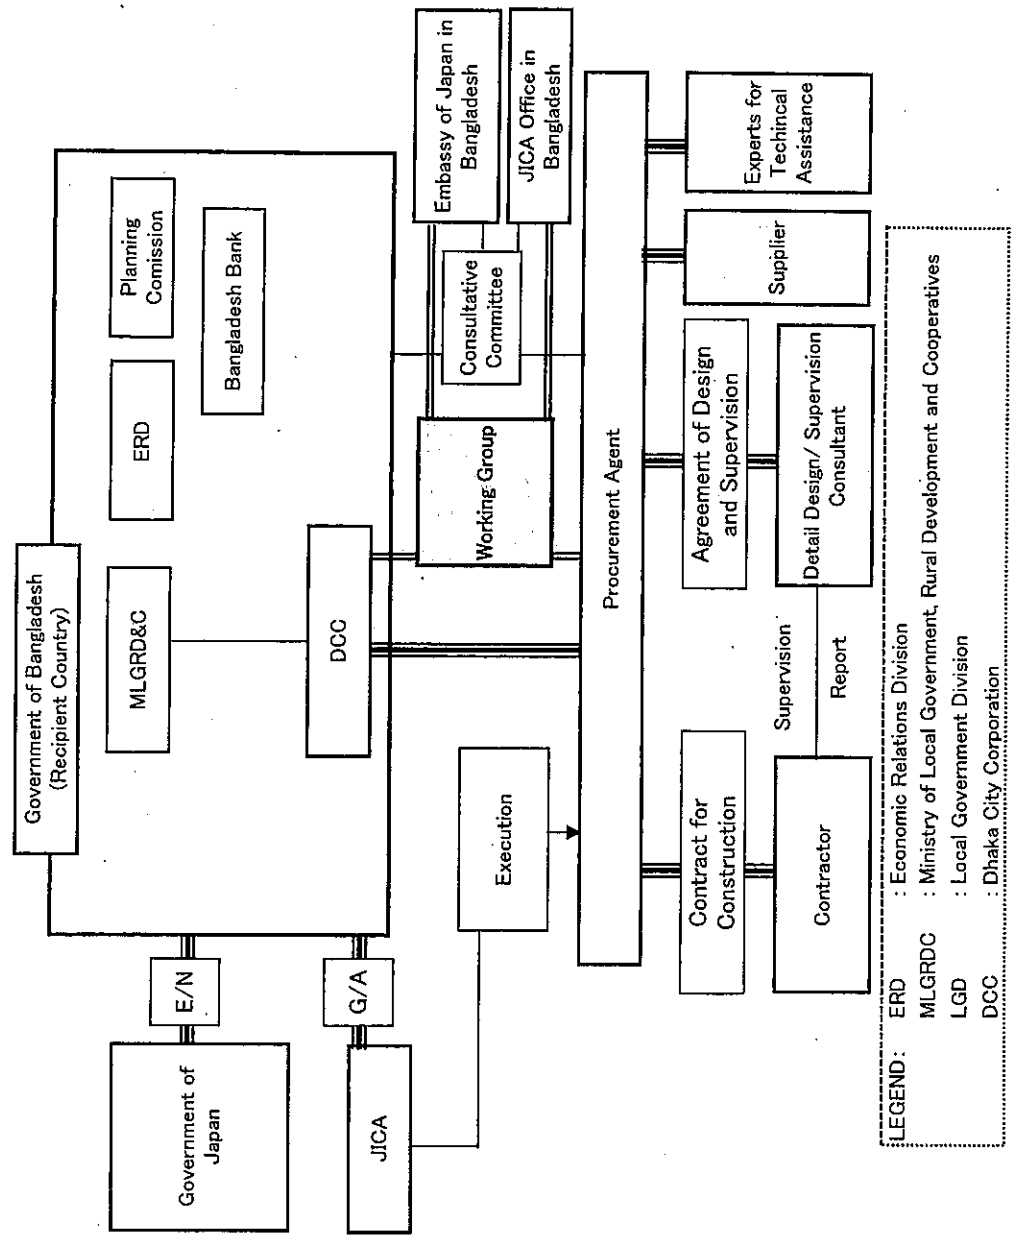 Government of Bangladesh
(Recipient Country)
Planning
Comission
ERD
MLGRD&C
Bangladesh Bank
DCC
Government of
Japan
E/N
JICA
G/A
Embassy of Japan in
Bangladesh
JICA Office in
Bangladesh
Consultative
Committee
Working Group
Execution
Procurement Agent
Contract for
Construction
Agreement of Design
and Supervision
Supplier
Experts for
Techincal
Assistance
Contractor
Supervision
Report
Detail Design/ Supervision
Consultant
LEGEND:
ERD : Economic Relations Division
MLGRDC : Ministry of Local Government, Rural Development and Cooperatives
LGD : Local Government Division
DCC : Dhaka City Corporation